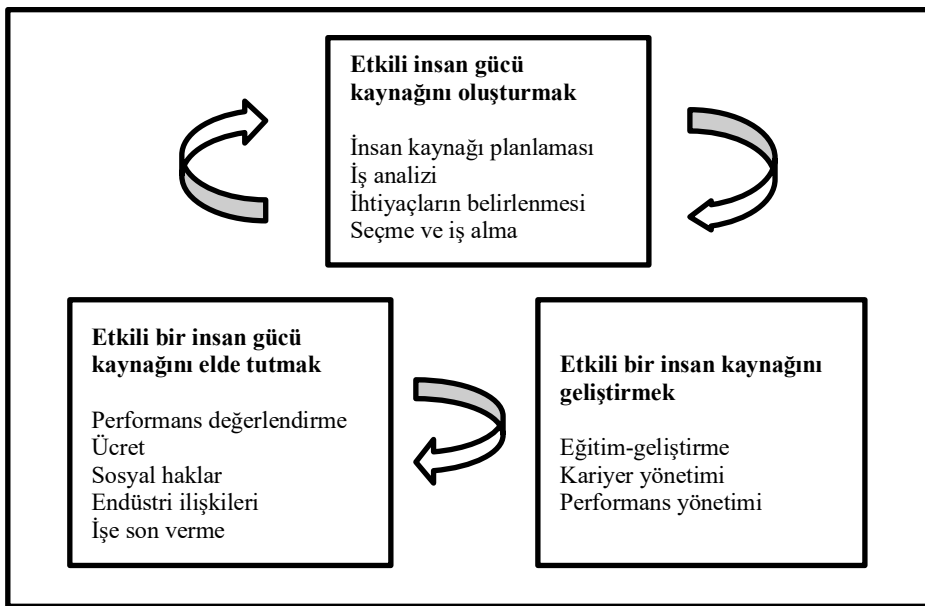 Etkili insan gücü
kaynağını oluşturmak
İnsan kaynağı planlaması
İş analizi
İhtiyaçların belirlenmesi
Seçme ve iş alma
Etkili bir insan gücü
kaynağını elde tutmak
Performans değerlendirme
Ücret
Sosyal haklar
Endüstri ilişkileri
İşe son verme
Etkili bir insan kaynağını
geliştirmek
Eğitim-geliştirme
Kariyer yönetimi
Performans yönetimi